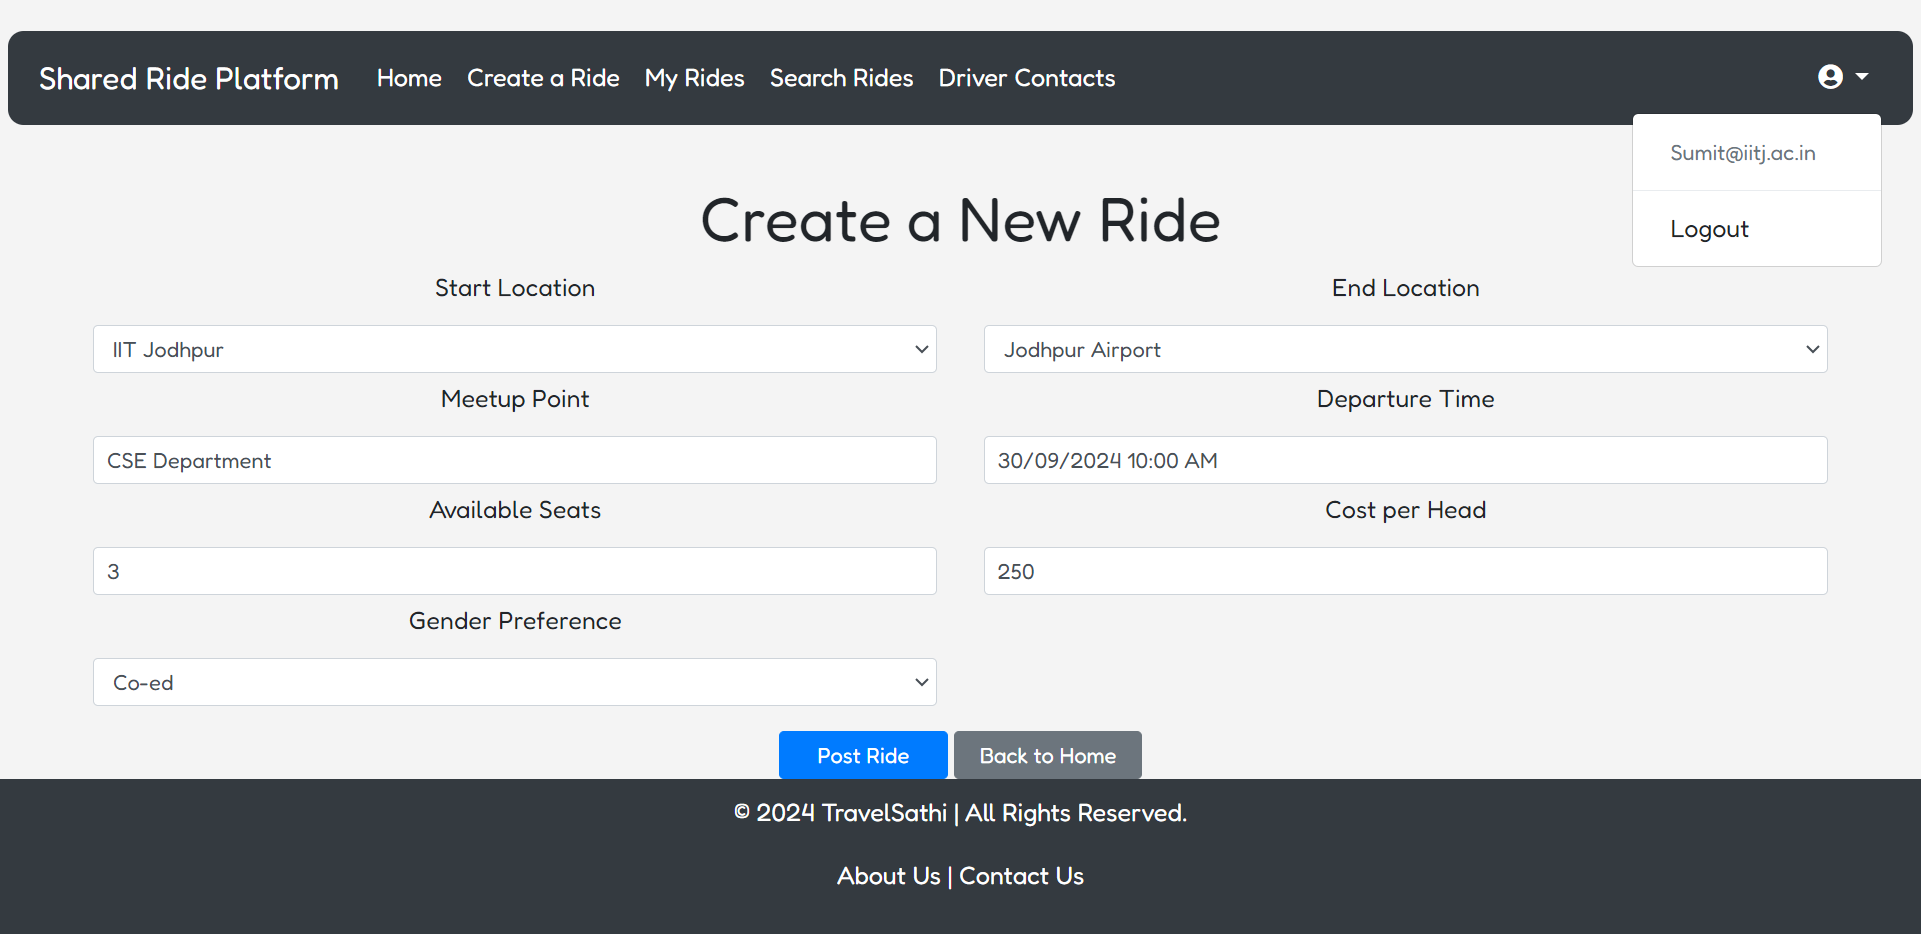 Shared Ride Platform Home Create a Ride My Rides Search Rides Driver Contacts
Sumit@iitj.ac.in
Logout
Create a New Ride
Start Location
IIT Jodhpur
End Location
Jodhpur Airport
Meetup Point
CSE Department
Departure Time
30/09/2024 10:00 AM
Available Seats
3
Cost per Head
250
Gender Preference
Co-ed
Post Ride
Back to Home
© 2024 TravelSathi | All Rights Reserved.
About Us | Contact Us